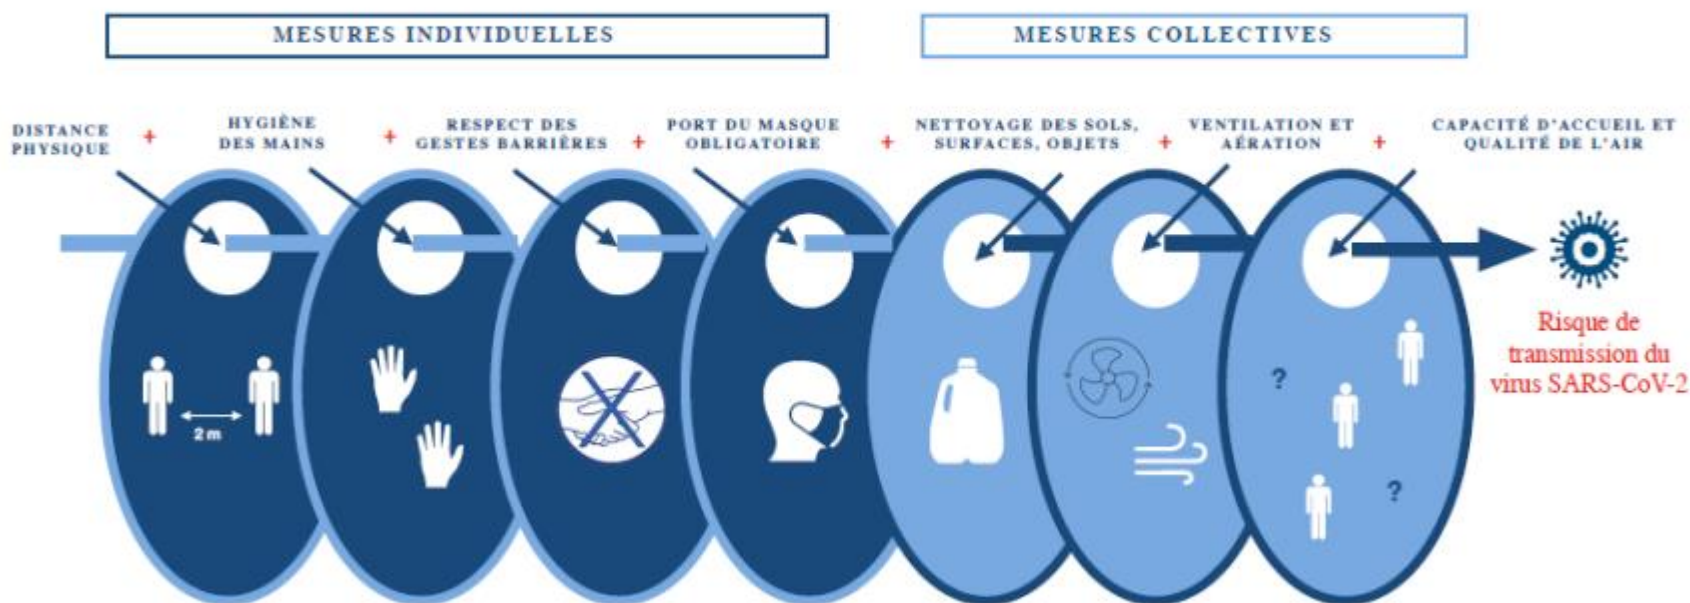 MESURES INDIVIDUELLES
MESURES COLLECTIVES
DISTANCE
PHYSIQUE
+
HYGIÈNE
DES MAINS
+
RESPECT DES
GESTES BARRIÈRES
+
PORT DU MASQUE
OBLIGATOIRE
+
NETTOYAGE DES SOLS,
SURFACES, OBJETS
+
VENTILATION ET
AÉRATION
+
CAPACITÉ D'ACCUEIL ET
QUALITÉ DE L'AIR
2 m
?
?
Risque de
transmission du
virus SARS-CoV-2